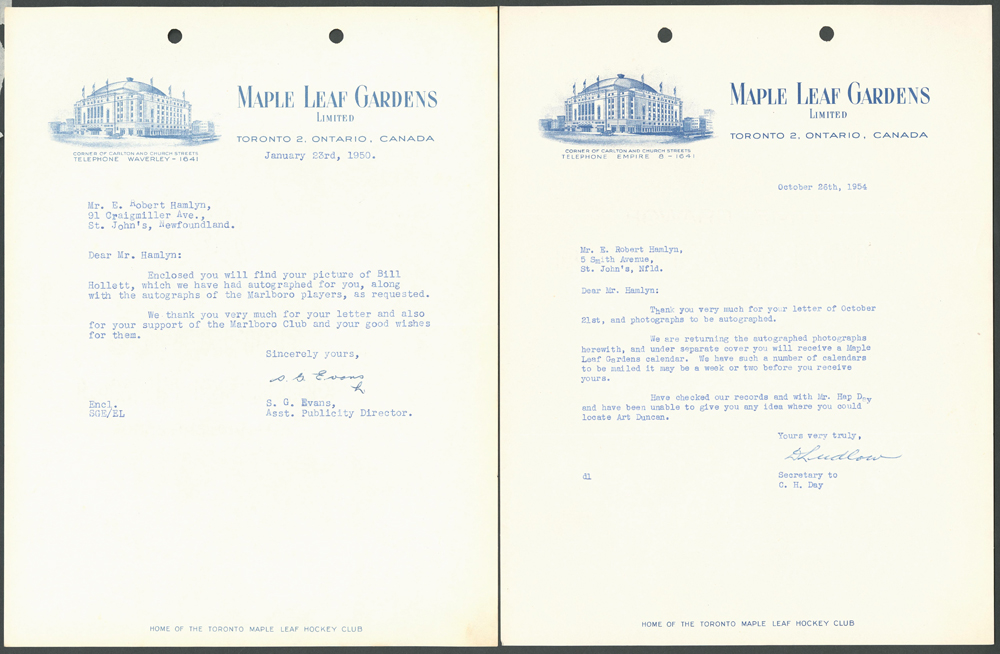 MAPLE LEAF GARDENS
LIMITED
TORONTO 2, ONTARIO, CANADA
CORNER OF CARLTON AND CHURCH STREETS
TELEPHONE WAVERLEY - 1641
January 23rd, 1950.
Mr. E. Robert Hamlyn,
91 Craigmiller Ave.,
St. John's, Newfoundland.
Dear Mr. Hamlyn:
Enclosed you will find your picture of Bill
Hollett, which we have had autographed for you, along
with the autographs of the Marlboro players, as requested.
We thank you very much for your letter and also
for your support of the Marlboro Club and your good wishes
for them.
Sincerely yours,
S. G. Evans
h
Encl.
SGE/EL
S. G. Evans,
Asst. Publicity Director.
HOME OF THE TORONTO MAPLE LEAF HOCKEY CLUB
MAPLE LEAF GARDENS
LIMITED
TORONTO 2, ONTARIO, CANADA
CORNER OF CARLTON AND CHURCH STREETS
TELEPHONE EMPIRE 8 - 1641
October 26th, 1954
Mr. E. Robert Hamlyn,
5 Smith Avenue,
St. John's, Nfld.
Dear Mr. Hamlyn:
Thank you very much for your letter of October
21st, and photographs to be autographed.
We are returning the autographed photographs
herewith, and under separate cover you will receive a Maple
Leaf Gardens calendar. We have such a number of calendars
to be mailed it may be a week or two before you receive
yours.
Have checked our records and with Mr. Hap Day
and have been unable to give you any idea where you could
locate Art Duncan.
Yours very truly,
D Ludlow
dl
Secretary to
C. H. Day
HOME OF THE TORONTO MAPLE LEAF HOCKEY CLUB